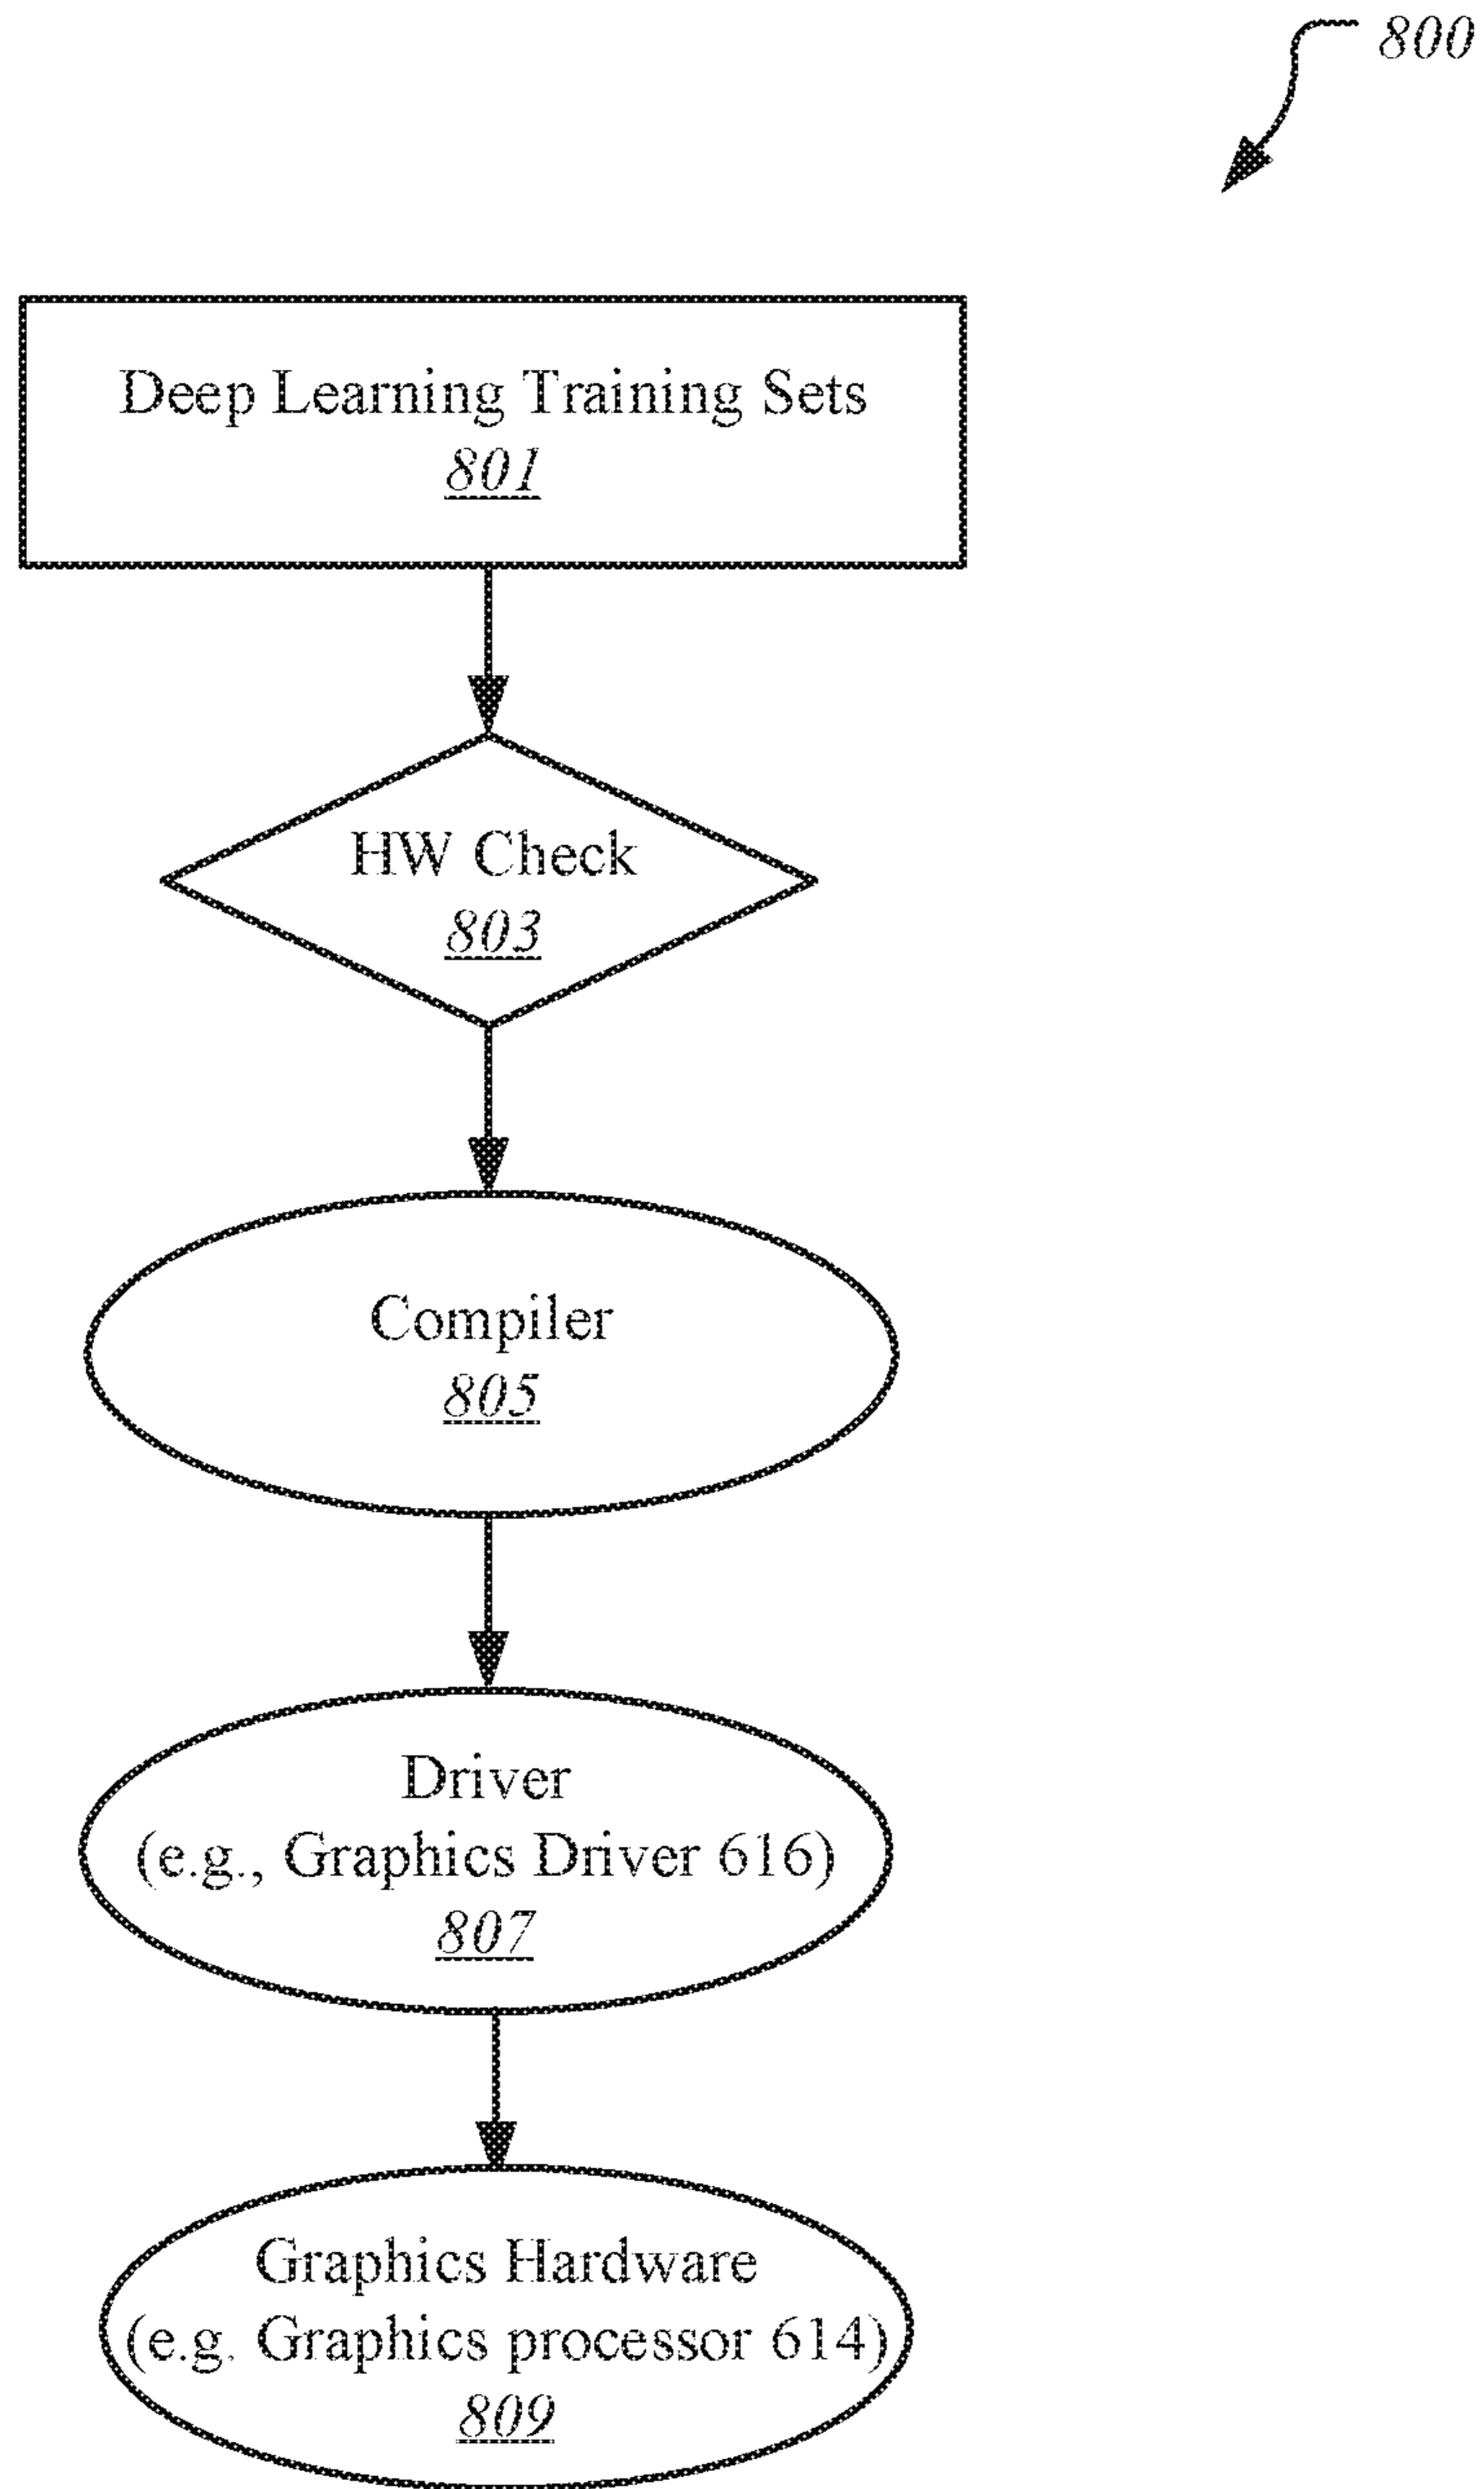 800
Deep Learning Training Sets
801
HW Check
803
Compiler
805
Driver
(e.g., Graphics Driver 616)
807
Graphics Hardware
(e.g. Graphics processor 614)
809